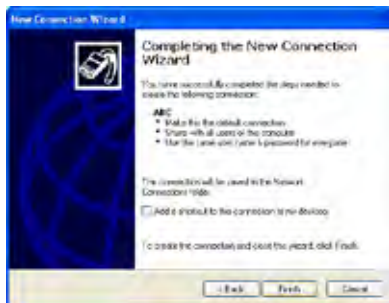 New Connection Wizard
Completing the New Connection
Wizard
You have successfully completed the steps needed to
create the following connection:
ABC
• Make this the default connection
• Share with all users of this computer
• Use the same user name & password for everyone
The connection will be saved in the Network
Connections folder.
Add a shortcut to this connection to my desktop
To create the connection and close the wizard, click Finish.
< Back
Finish
Cancel